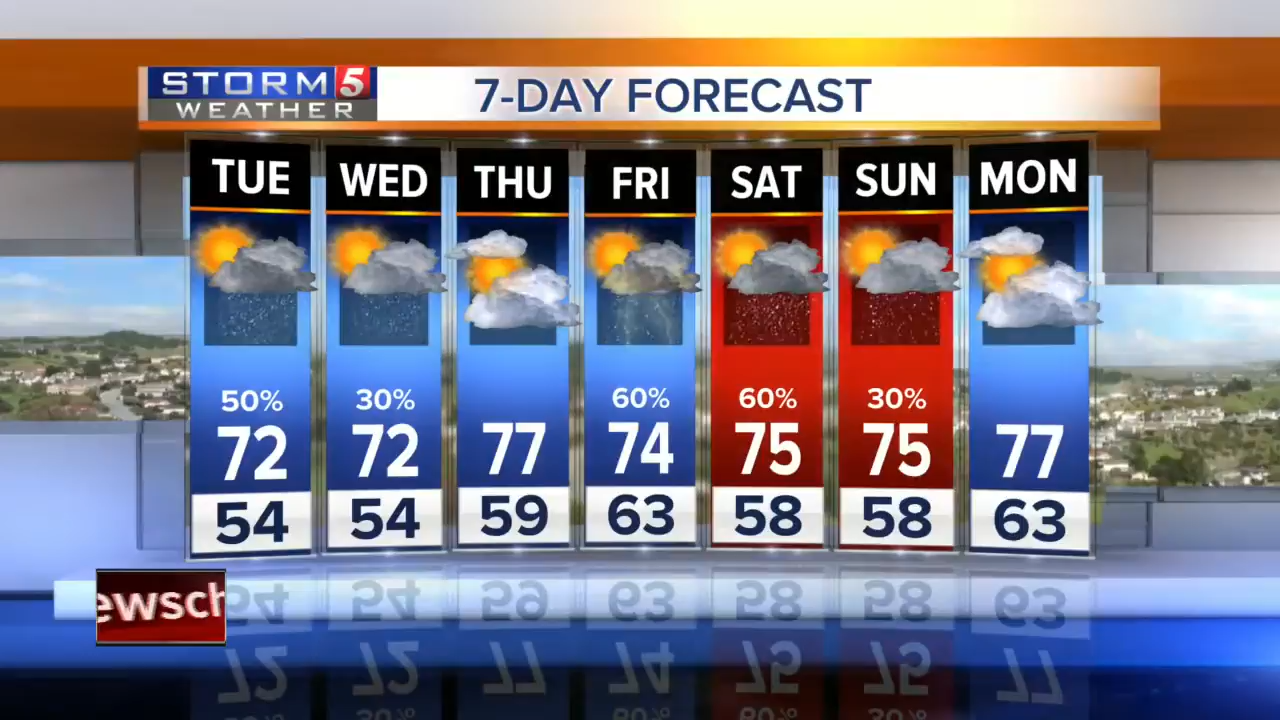 STORM 5
WEATHER
7-DAY FORECAST
TUE WED THU FRI SAT SUN MON
50% 30% 60% 60% 30%
72 72 77 74 75 75 77
54 54 59 63 58 58 63
ewsch